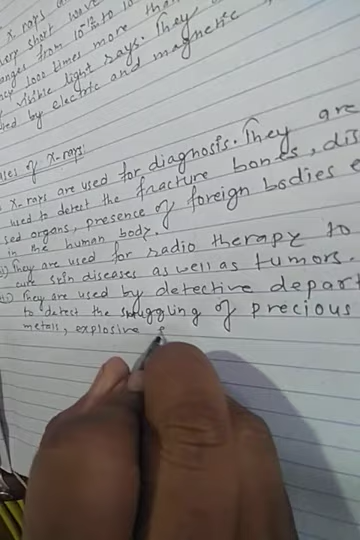 x rays
very short wave
anges from 10⁻¹² to 10
1000 times more than
visible light rays. They
by electric and magnetic
uses of x-rays:
x-rays are used for diagnosis. They are
used to detect the fracture bones, dis
sed organs, presence of foreign bodies
in the human body.
ii) They are used for radio therapy to
cure skin diseases as well as tumors.
iii) They are used by detective depart
to detect the smuggling of precious
metals, explosive